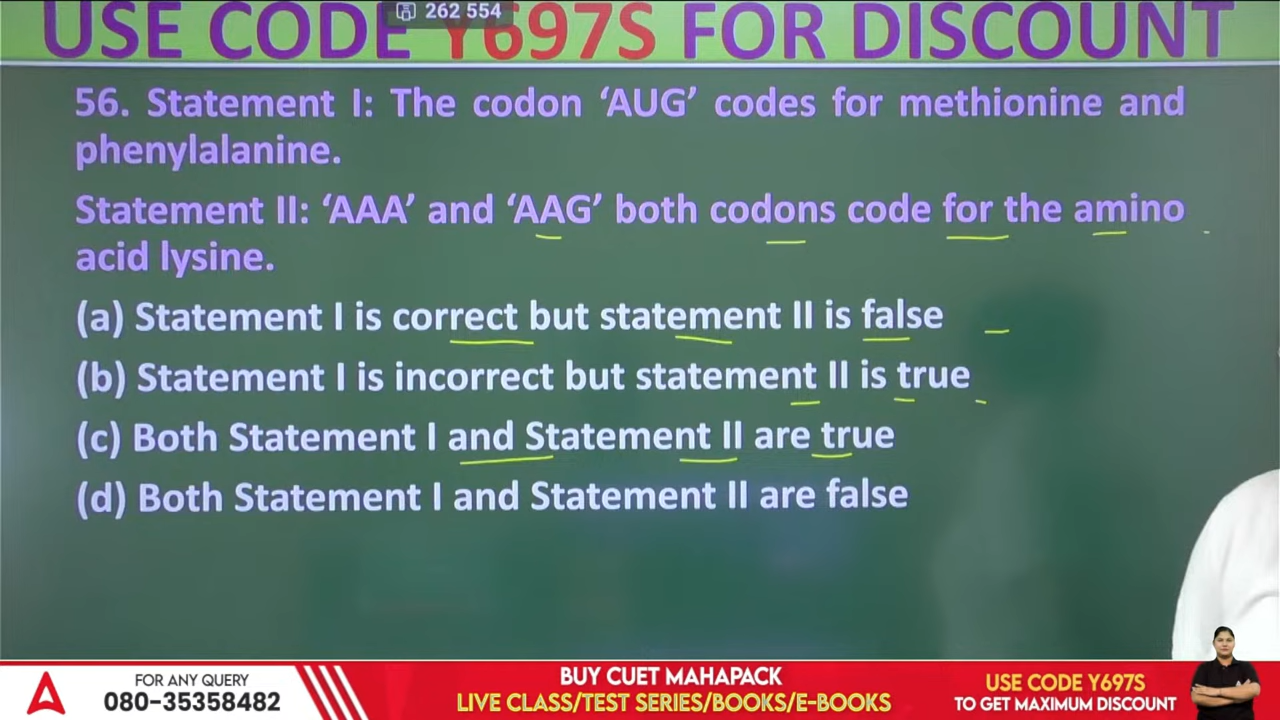 USE CODE Y697S FOR DISCOUNT
262 554
56. Statement I: The codon ‘AUG’ codes for methionine and
phenylalanine.
Statement II: ‘AAA’ and ‘AAG’ both codons code for the amino
acid lysine.
(a) Statement I is correct but statement II is false
(b) Statement I is incorrect but statement II is true
(c) Both Statement I and Statement II are true
(d) Both Statement I and Statement II are false
FOR ANY QUERY
080-35358482
BUY CUET MAHAPACK
LIVE CLASS/TEST SERIES/BOOKS/E-BOOKS
USE CODE Y697S
TO GET MAXIMUM DISCOUNT